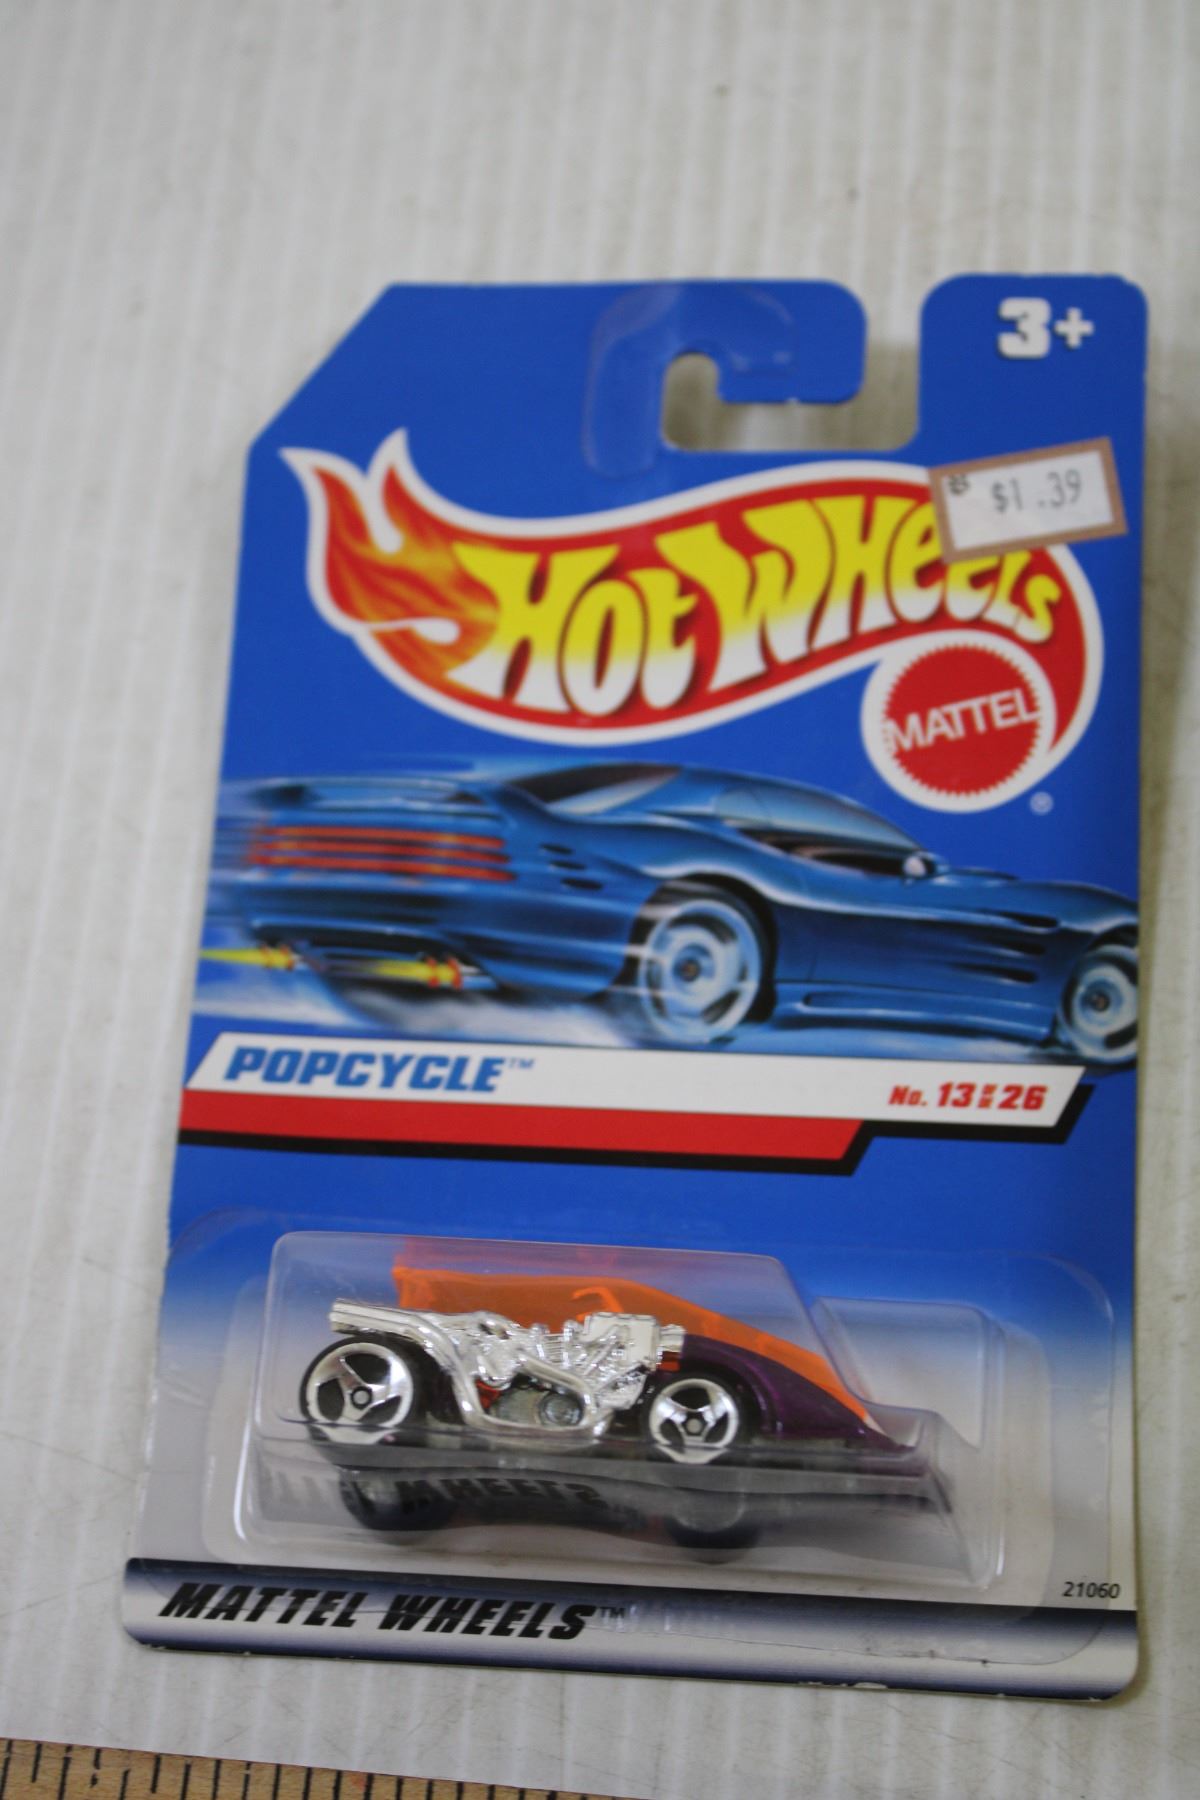 3+
$1.39
Hot Wheels
MATTEL
®
POPCYCLE™
No. 13 26
21060
MATTEL WHEELS™